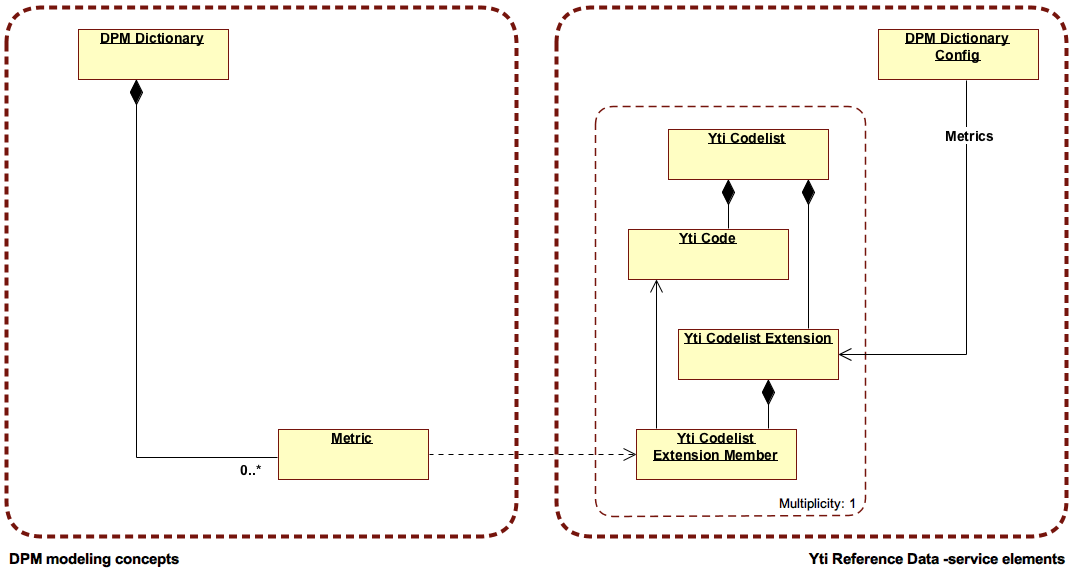 DPM Dictionary
DPM Dictionary
Config
Yti Codelist
Metrics
Yti Code
Yti Codelist Extension
Metric
0..*
Yti Codelist
Extension Member
Multiplicity: 1
DPM modeling concepts
Yti Reference Data -service elements